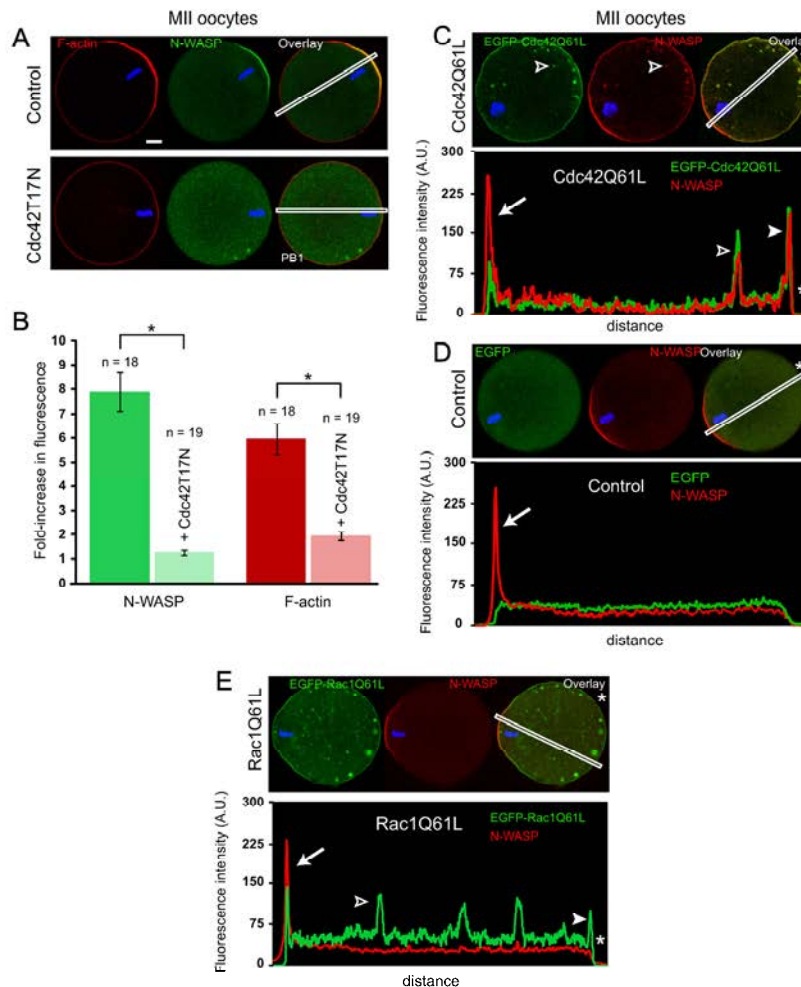 MII oocytes
A
F-actin
N-WASP
Overlay
Control
Cdc42T17N
PB1
B
Fold-increase in fluorescence
10
9
8
7
6
5
4
3
2
1
0
*
n = 18
n = 19
+ Cdc42T17N
*
n = 18
n = 19
+ Cdc42T17N
N-WASP
F-actin
MII oocytes
C
EGFP-Cdc42Q61L
N-WASP
Overla
Cdc42Q61L
Fluorescence intensity (A.U.)
300
225
150
75
0
Cdc42Q61L
EGFP-Cdc42Q61L
N-WASP
*
distance
D
EGFP
N-WASP
Overlay
*
Control
Fluorescence intensity (A.U.)
300
225
150
75
0
Control
EGFP
N-WASP
distance
E
EGFP-Rac1Q61L
N-WASP
Overlay
*
Rac1Q61L
Fluorescence intensity (A.U.)
300
225
150
75
0
Rac1Q61L
EGFP-Rac1Q61L
N-WASP
*
distance